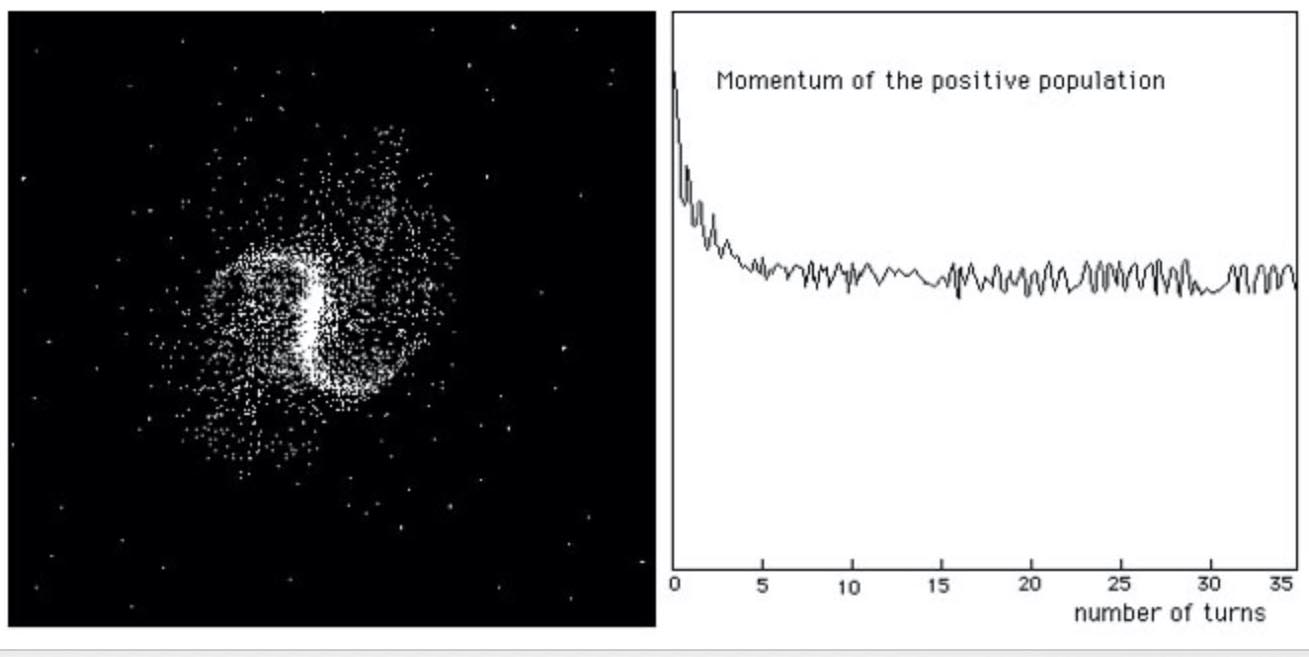 Momentum of the positive population
0 5 10 15 20 25 30 35
number of turns